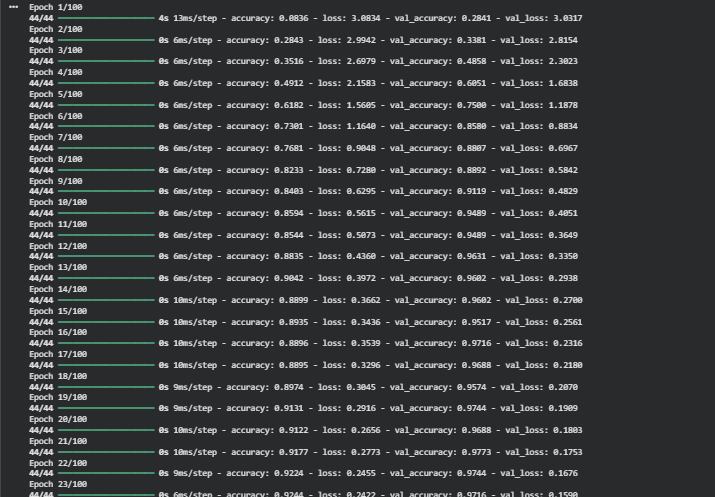 Epoch 1/100
44/44 4s 13ms/step - accuracy: 0.0836 - loss: 3.0834 - val_accuracy: 0.2841 - val_loss: 3.0317
Epoch 2/100
44/44 0s 6ms/step - accuracy: 0.2843 - loss: 2.9942 - val_accuracy: 0.3381 - val_loss: 2.8154
Epoch 3/100
44/44 0s 6ms/step - accuracy: 0.3516 - loss: 2.6979 - val_accuracy: 0.4858 - val_loss: 2.3023
Epoch 4/100
44/44 0s 6ms/step - accuracy: 0.4912 - loss: 2.1583 - val_accuracy: 0.6051 - val_loss: 1.6838
Epoch 5/100
44/44 0s 6ms/step - accuracy: 0.6182 - loss: 1.5605 - val_accuracy: 0.7500 - val_loss: 1.1878
Epoch 6/100
44/44 0s 6ms/step - accuracy: 0.7301 - loss: 1.1640 - val_accuracy: 0.8580 - val_loss: 0.8834
Epoch 7/100
44/44 0s 6ms/step - accuracy: 0.7681 - loss: 0.9048 - val_accuracy: 0.8807 - val_loss: 0.6967
Epoch 8/100
44/44 0s 6ms/step - accuracy: 0.8233 - loss: 0.7280 - val_accuracy: 0.8892 - val_loss: 0.5842
Epoch 9/100
44/44 0s 6ms/step - accuracy: 0.8403 - loss: 0.6295 - val_accuracy: 0.9119 - val_loss: 0.4829
Epoch 10/100
44/44 0s 6ms/step - accuracy: 0.8594 - loss: 0.5615 - val_accuracy: 0.9489 - val_loss: 0.4051
Epoch 11/100
44/44 0s 6ms/step - accuracy: 0.8544 - loss: 0.5073 - val_accuracy: 0.9489 - val_loss: 0.3649
Epoch 12/100
44/44 0s 6ms/step - accuracy: 0.8835 - loss: 0.4360 - val_accuracy: 0.9631 - val_loss: 0.3350
Epoch 13/100
44/44 0s 6ms/step - accuracy: 0.9042 - loss: 0.3972 - val_accuracy: 0.9602 - val_loss: 0.2938
Epoch 14/100
44/44 0s 10ms/step - accuracy: 0.8899 - loss: 0.3662 - val_accuracy: 0.9602 - val_loss: 0.2700
Epoch 15/100
44/44 0s 10ms/step - accuracy: 0.8935 - loss: 0.3436 - val_accuracy: 0.9517 - val_loss: 0.2561
Epoch 16/100
44/44 0s 10ms/step - accuracy: 0.8896 - loss: 0.3539 - val_accuracy: 0.9716 - val_loss: 0.2316
Epoch 17/100
44/44 0s 10ms/step - accuracy: 0.8895 - loss: 0.3296 - val_accuracy: 0.9688 - val_loss: 0.2180
Epoch 18/100
44/44 0s 9ms/step - accuracy: 0.8974 - loss: 0.3045 - val_accuracy: 0.9574 - val_loss: 0.2070
Epoch 19/100
44/44 0s 9ms/step - accuracy: 0.9131 - loss: 0.2916 - val_accuracy: 0.9744 - val_loss: 0.1909
Epoch 20/100
44/44 0s 10ms/step - accuracy: 0.9122 - loss: 0.2656 - val_accuracy: 0.9688 - val_loss: 0.1803
Epoch 21/100
44/44 0s 10ms/step - accuracy: 0.9177 - loss: 0.2773 - val_accuracy: 0.9773 - val_loss: 0.1753
Epoch 22/100
44/44 0s 9ms/step - accuracy: 0.9224 - loss: 0.2455 - val_accuracy: 0.9744 - val_loss: 0.1676
Epoch 23/100
44/44 0s 6ms/step - accuracy: 0.9244 - loss: 0.2422 - val_accuracy: 0.9716 - val_loss: 0.1590